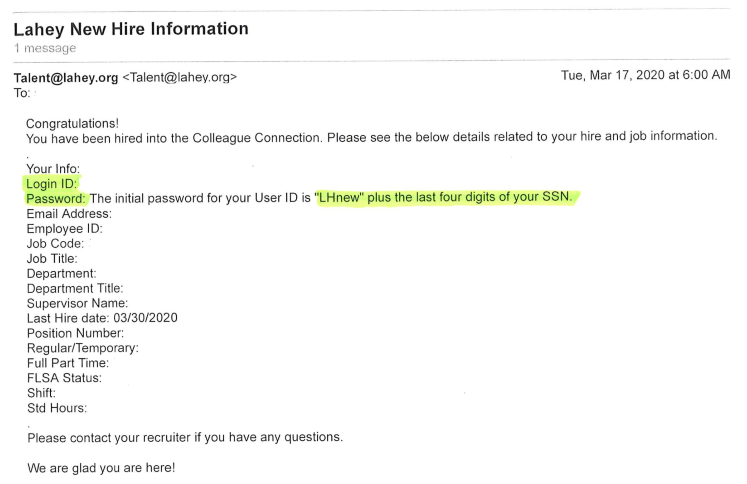 Lahey New Hire Information
1 message
Talent@lahey.org <Talent@lahey.org> Tue, Mar 17, 2020 at 6:00 AM
To:
Congratulations!
You have been hired into the Colleague Connection. Please see the below details related to your hire and job information.
.
Your Info:
Login ID:
Password: The initial password for your User ID is "LHnew" plus the last four digits of your SSN.
Email Address:
Employee ID:
Job Code:
Job Title:
Department:
Department Title:
Supervisor Name:
Last Hire date: 03/30/2020
Position Number:
Regular/Temporary:
Full Part Time:
FLSA Status:
Shift:
Std Hours:
.
Please contact your recruiter if you have any questions.
We are glad you are here!